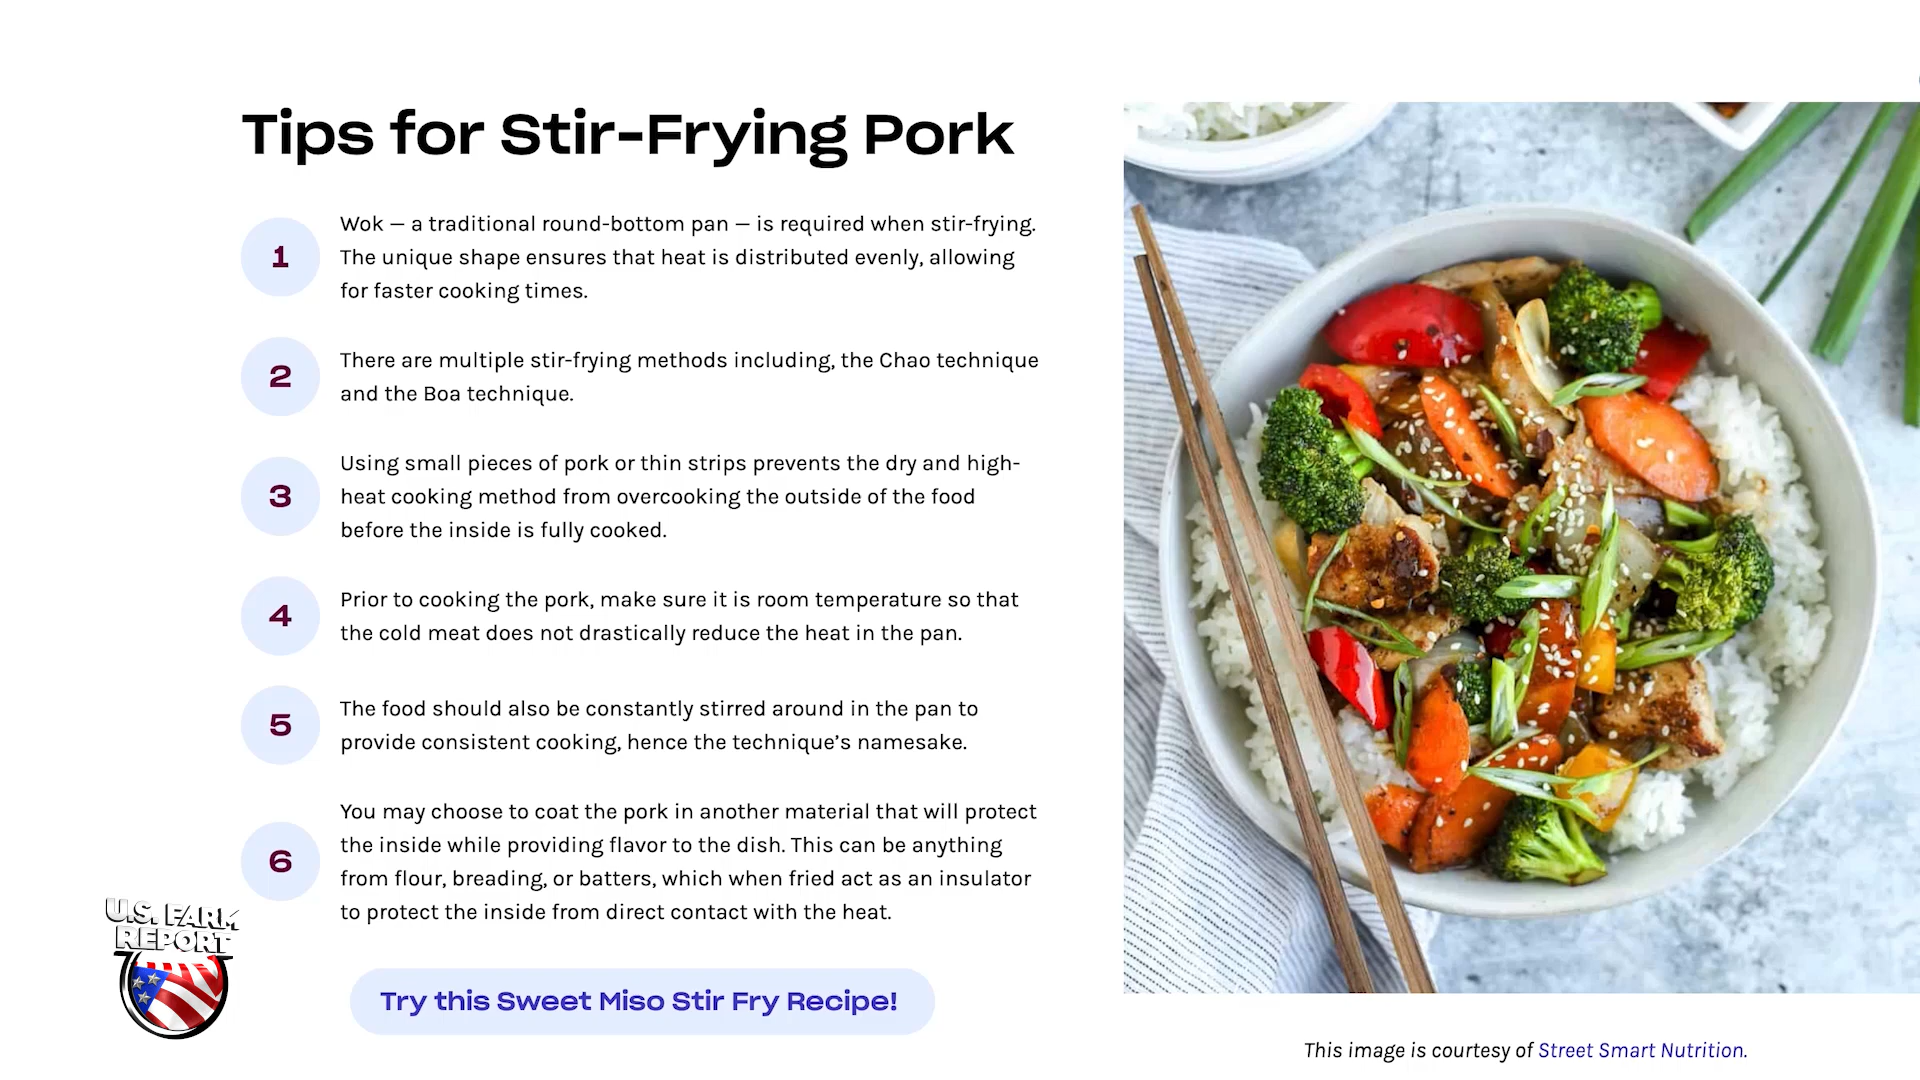 Tips for Stir-Frying Pork
1
Wok — a traditional round-bottom pan — is required when stir-frying.
The unique shape ensures that heat is distributed evenly, allowing
for faster cooking times.
2
There are multiple stir-frying methods including, the Chao technique
and the Boa technique.
3
Using small pieces of pork or thin strips prevents the dry and high-
heat cooking method from overcooking the outside of the food
before the inside is fully cooked.
4
Prior to cooking the pork, make sure it is room temperature so that
the cold meat does not drastically reduce the heat in the pan.
5
The food should also be constantly stirred around in the pan to
provide consistent cooking, hence the technique’s namesake.
6
You may choose to coat the pork in another material that will protect
the inside while providing flavor to the dish. This can be anything
from flour, breading, or batters, which when fried act as an insulator
to protect the inside from direct contact with the heat.
U.S. FARM
REPORT
Try this Sweet Miso Stir Fry Recipe!
This image is courtesy of Street Smart Nutrition.